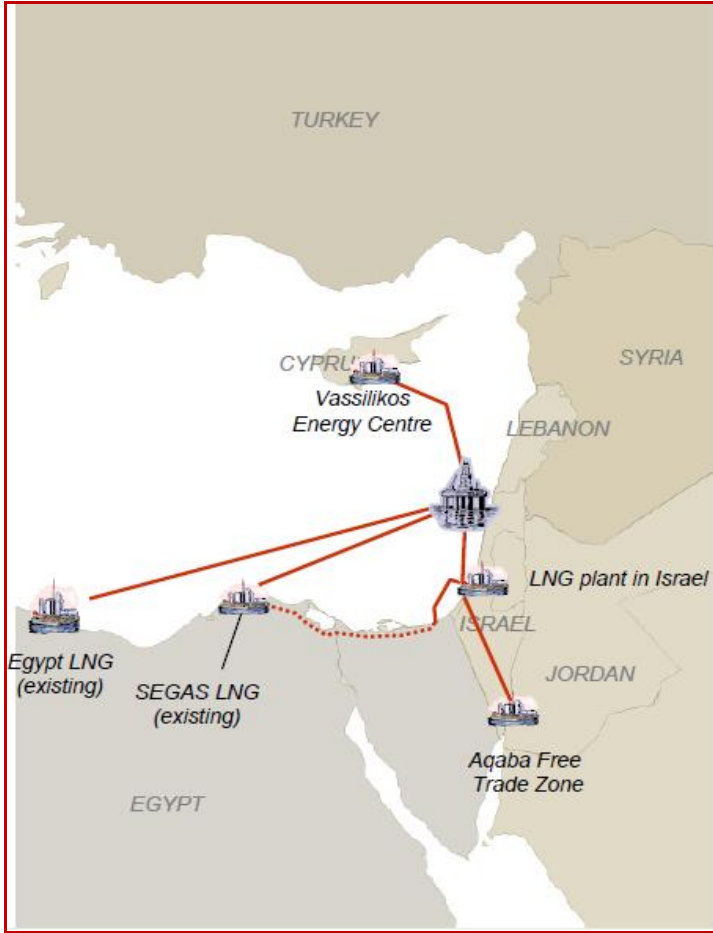 TURKEY
SYRIA
CYPRU
Vassilikos
Energy Centre
LEBANON
LNG plant in Israel
ISRAEL
Egypt LNG
(existing)
SEGAS LNG
(existing)
JORDAN
Aqaba Free
Trade Zone
EGYPT